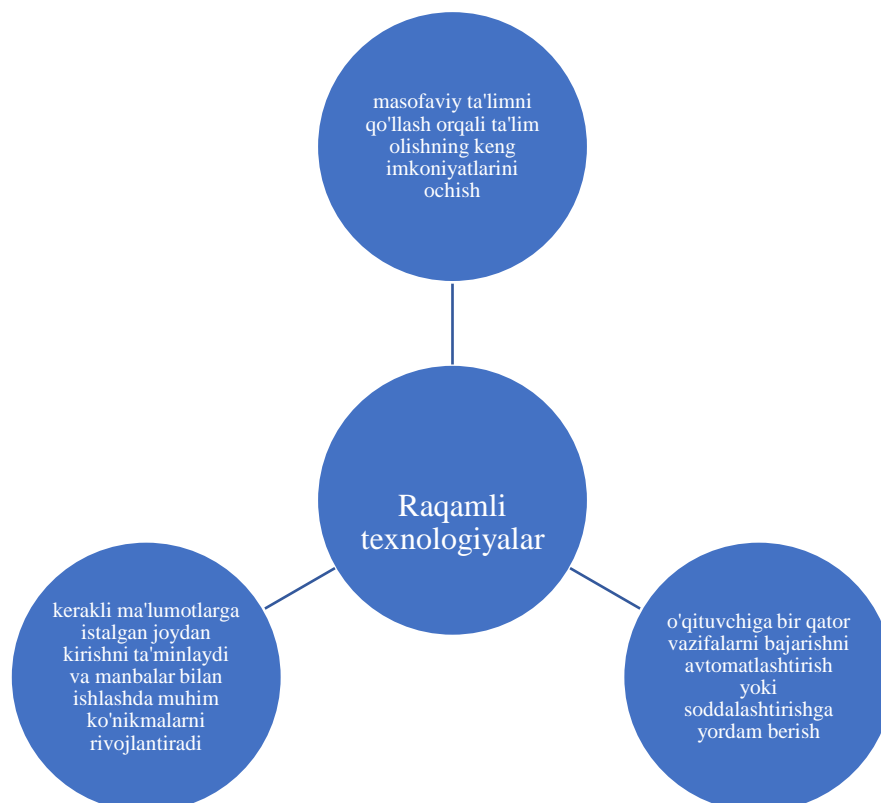 masofaviy ta'limni
qo'llash orqali ta'lim
olishning keng
imkoniyatlarini
ochish
Raqamli
texnologiyalar
kerakli ma'lumotlarga
istalgan joydan
kirishni ta'minlaydi
va manbalar bilan
ishlashda muhim
ko'nikmalarni
rivojlantiradi
o'qituvchiga bir qator
vazifalarni bajarishni
avtomatlashtirish
yoki
soddalashtirishga
yordam berish